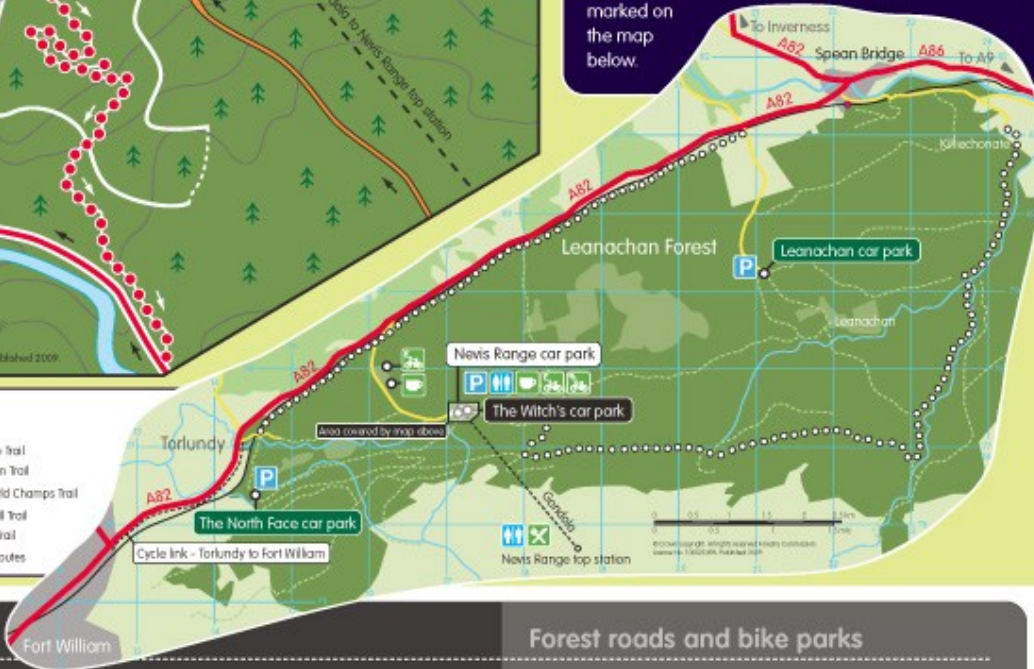 marked on
the map
below.
to Nevis Range top station
To Inverness
A82
Spean Bridge
A86
To A9
A82
Killiechonate
A82
Leanachan Forest
P
Leanachan car park
Leanachan
Nevis Range car park
P
The Witch's car park
Area covered by map above
A82
Torlundy
P
A82
The North Face car park
Cycle link - Torlundy to Fort William
Gondola
Nevis Range top station
Fort William
2009.
Trail
Trail
Champs Trail
Trail
Forest roads and bike parks